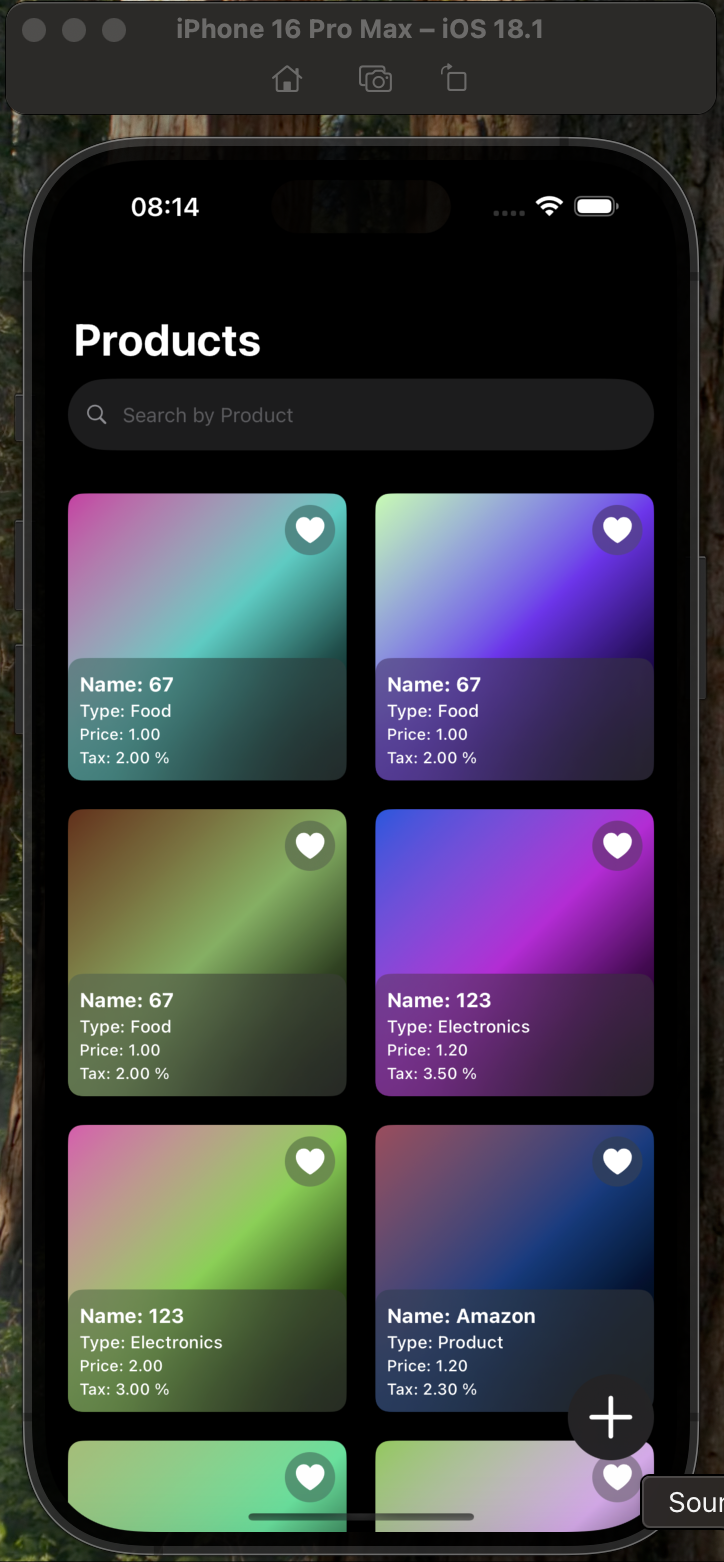 iPhone 16 Pro Max – iOS 18.1
08:14
Products
Search by Product
Name: 67
Type: Food
Price: 1.00
Tax: 2.00 %
Name: 67
Type: Food
Price: 1.00
Tax: 2.00 %
Name: 67
Type: Food
Price: 1.00
Tax: 2.00 %
Name: 123
Type: Electronics
Price: 1.20
Tax: 3.50 %
Name: 123
Type: Electronics
Price: 2.00
Tax: 3.00 %
Name: Amazon
Type: Product
Price: 1.20
Tax: 2.30 %